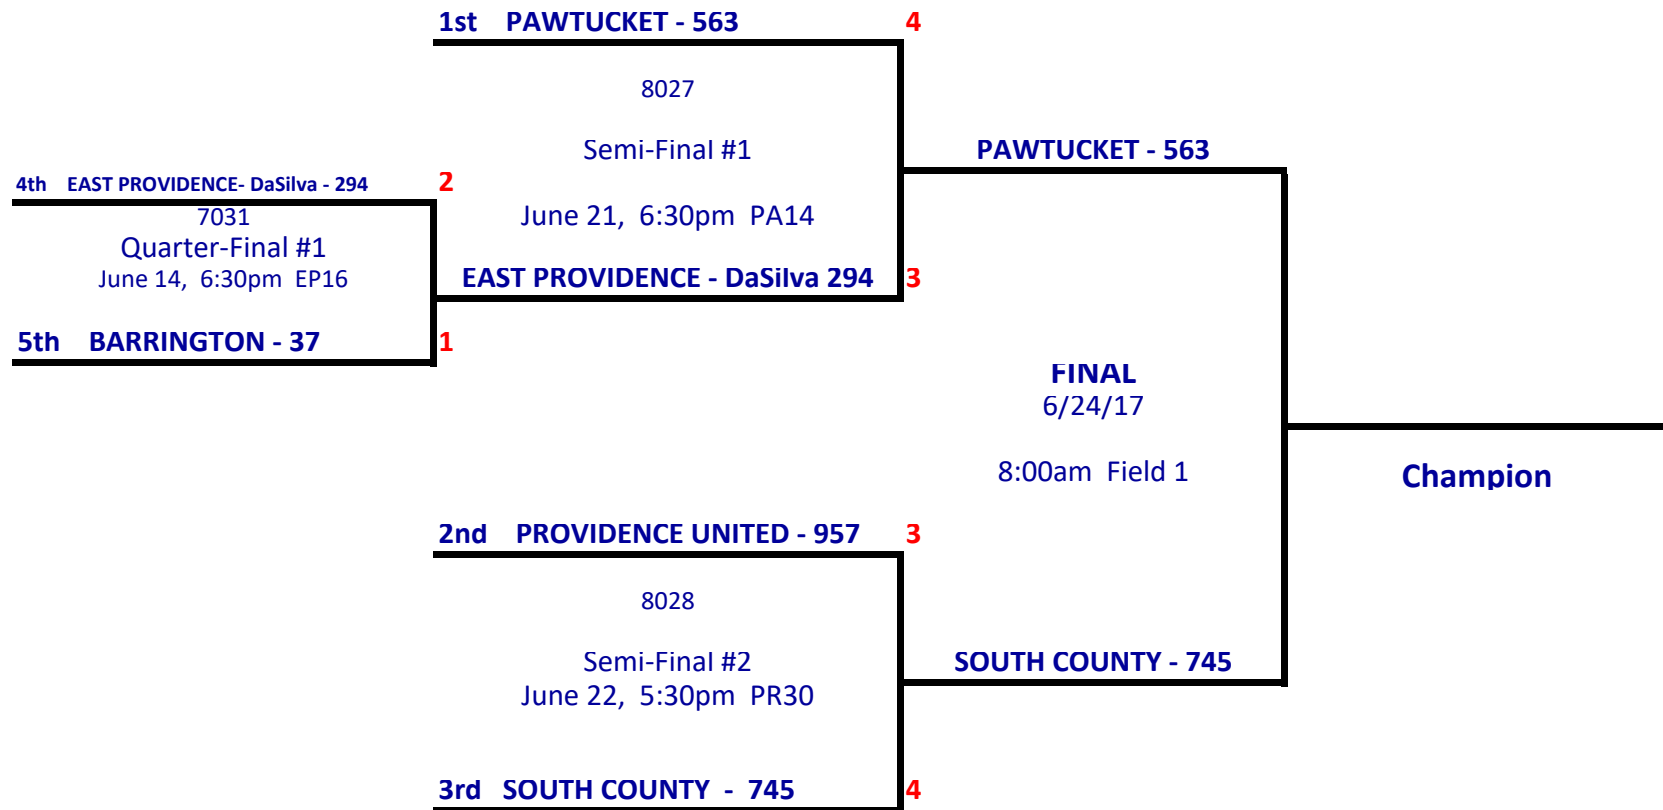 1st PAWTUCKET - 563 4
8027
Semi-Final #1
PAWTUCKET - 563
4th EAST PROVIDENCE- DaSilva - 294 2
7031
June 21, 6:30pm PA14
Quarter-Final #1
June 14, 6:30pm EP16
EAST PROVIDENCE - DaSilva 294 3
5th BARRINGTON - 37 1
FINAL
6/24/17
8:00am Field 1
Champion
2nd PROVIDENCE UNITED - 957 3
8028
Semi-Final #2
SOUTH COUNTY - 745
June 22, 5:30pm PR30
3rd SOUTH COUNTY - 745 4